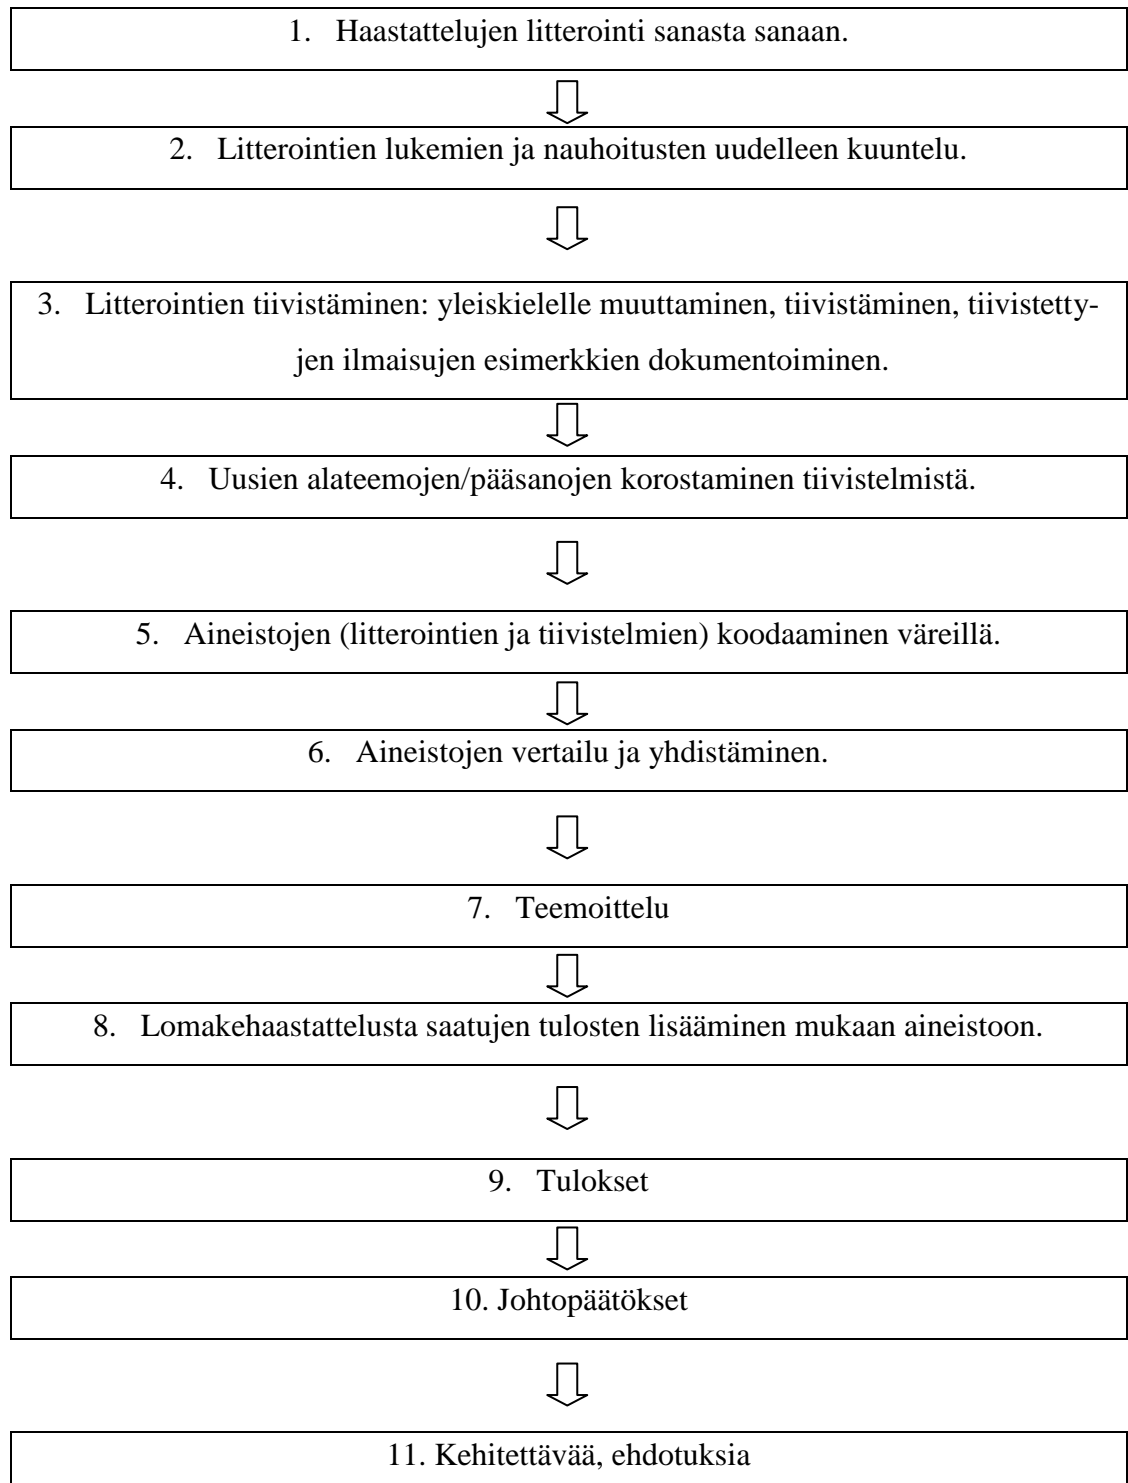 1. Haastattelujen litterointi sanasta sanaan.
2. Litterointien lukemien ja nauhoitusten uudelleen kuuntelu.
3. Litterointien tiivistäminen: yleiskielelle muuttaminen, tiivistäminen, tiivistetty-
jen ilmaisujen esimerkkien dokumentoiminen.
4. Uusien alateemojen/pääsanojen korostaminen tiivistelmistä.
5. Aineistojen (litterointien ja tiivistelmien) koodaaminen väreillä.
6. Aineistojen vertailu ja yhdistäminen.
7. Teemoittelu
8. Lomakehaastattelusta saatujen tulosten lisääminen mukaan aineistoon.
9. Tulokset
10. Johtopäätökset
11. Kehitettävää, ehdotuksia